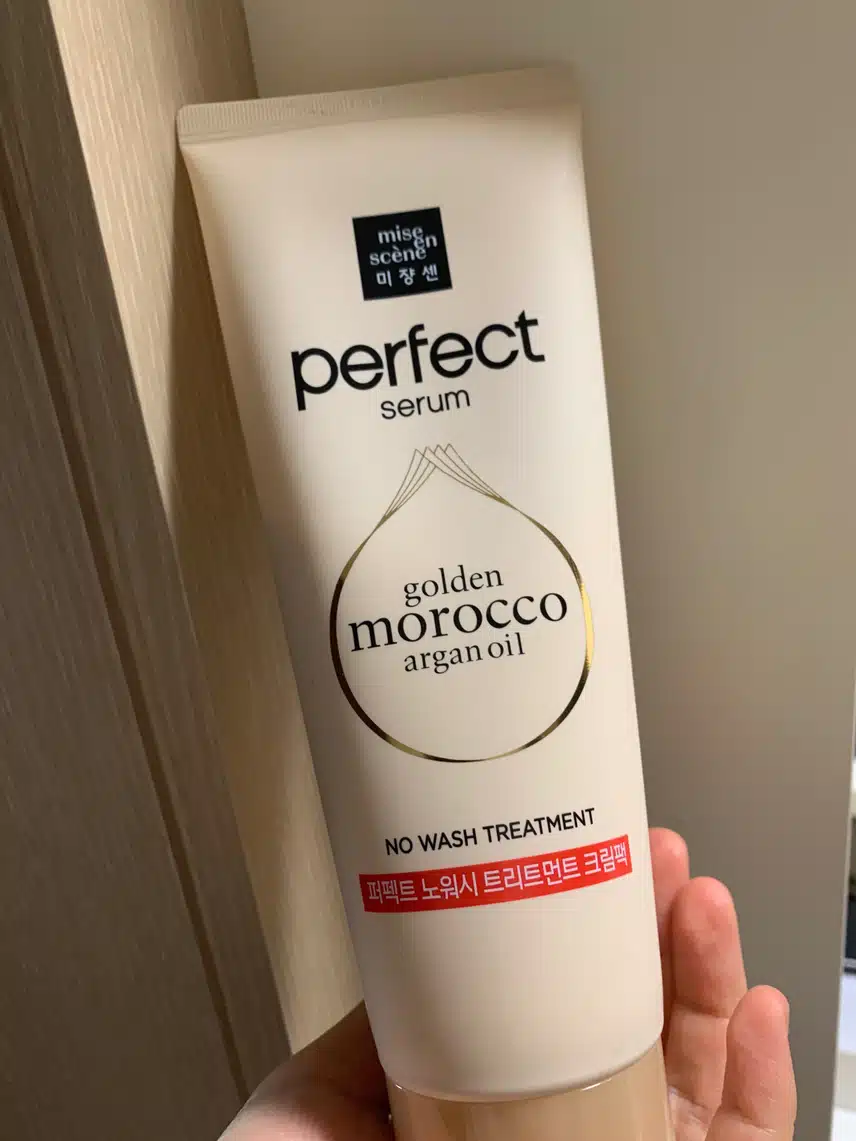 mise
en
scène
미쟝센
perfect
serum
golden
morocco
argan oil
NO WASH TREATMENT
퍼펙트 노워시 트리트먼트 크림팩